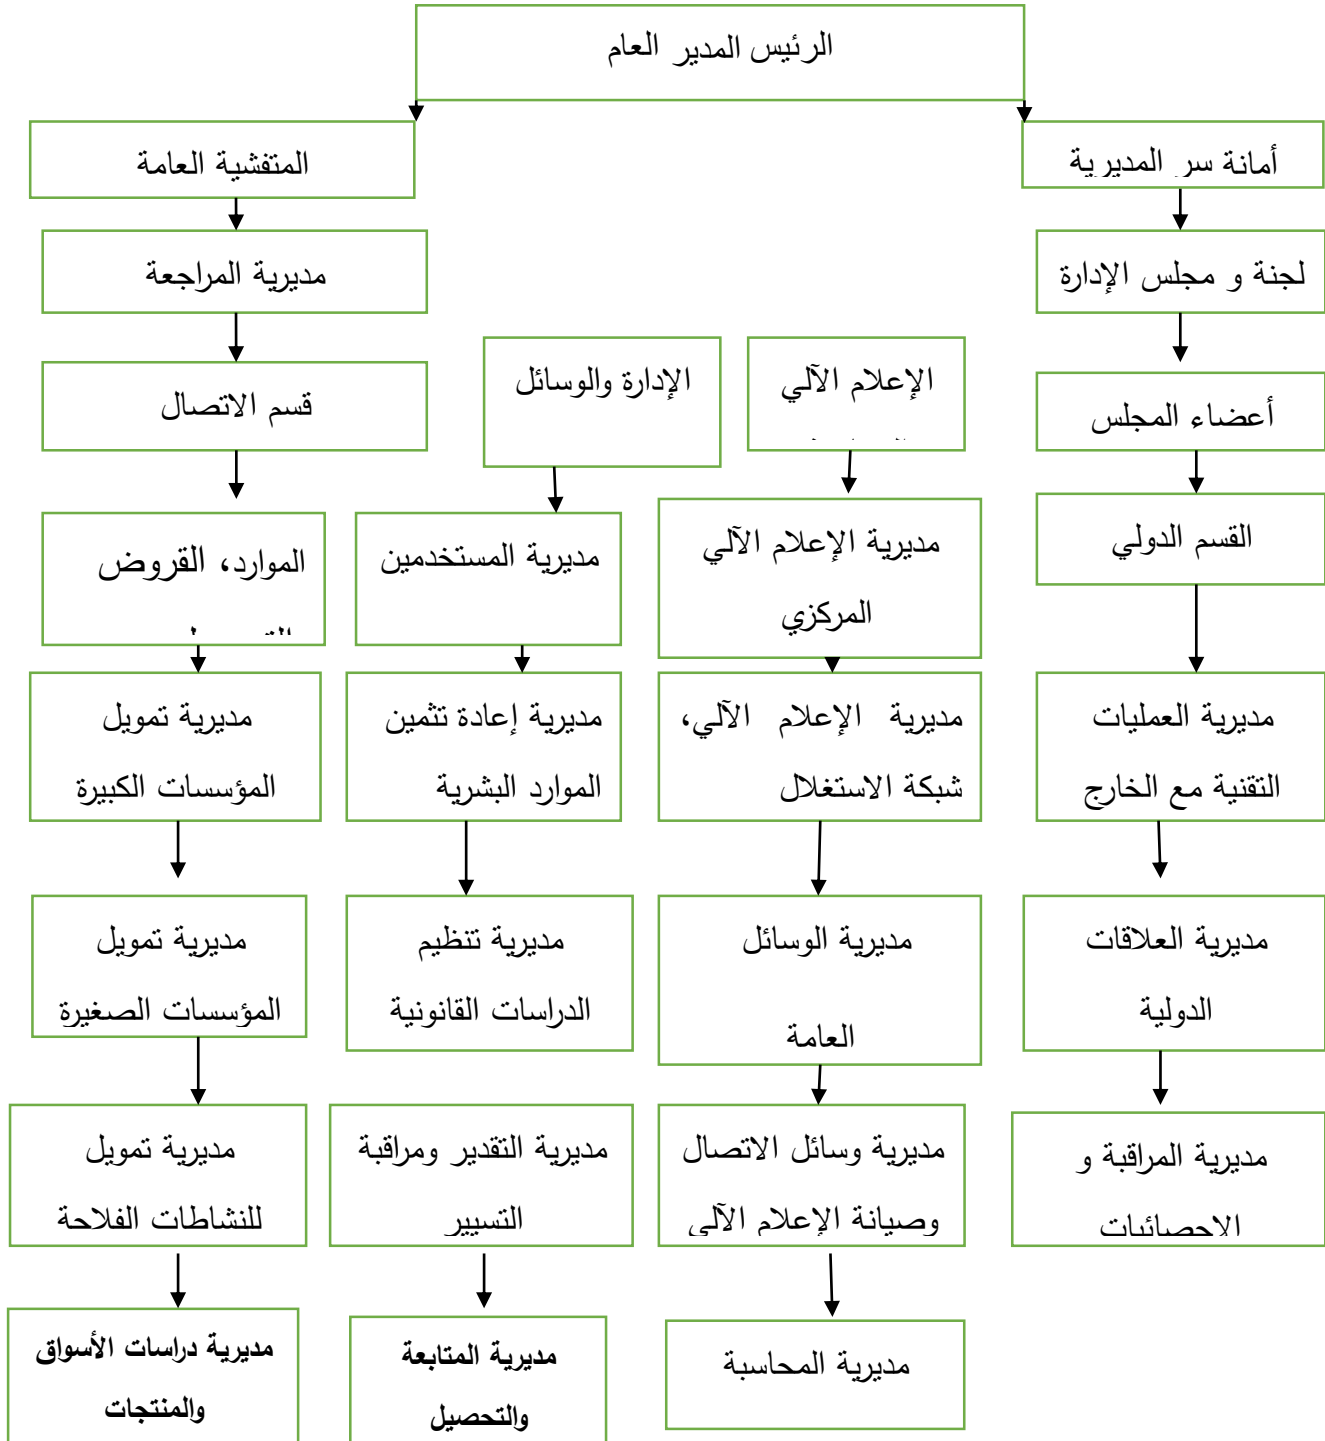 الرئيس المدير العام
أمانة سر المديرية
المتفشية العامة
لجنة و مجلس الإدارة
مديرية المراجعة
أعضاء المجلس
الإعلام الآلي
الإدارة والوسائل
قسم الاتصال
القسم الدولي
مديرية الإعلام الآلي
المركزي
مديرية المستخدمين
الموارد، القروض
مديرية العمليات
التقنية مع الخارج
مديرية الإعلام الآلي،
شبكة الاستغلال
مديرية إعادة تثمين
الموارد البشرية
مديرية تمويل
المؤسسات الكبيرة
مديرية العلاقات
الدولية
مديرية الوسائل
العامة
مديرية تنظيم
الدراسات القانونية
مديرية تمويل
المؤسسات الصغيرة
مديرية المراقبة و
الاحصائيات
مديرية وسائل الاتصال
وصيانة الإعلام الآلي
مديرية التقدير ومراقبة
التسيير
مديرية تمويل
للنشاطات الفلاحة
مديرية المحاسبة
مديرية المتابعة
والتحصيل
مديرية دراسات الأسواق
والمنتجات